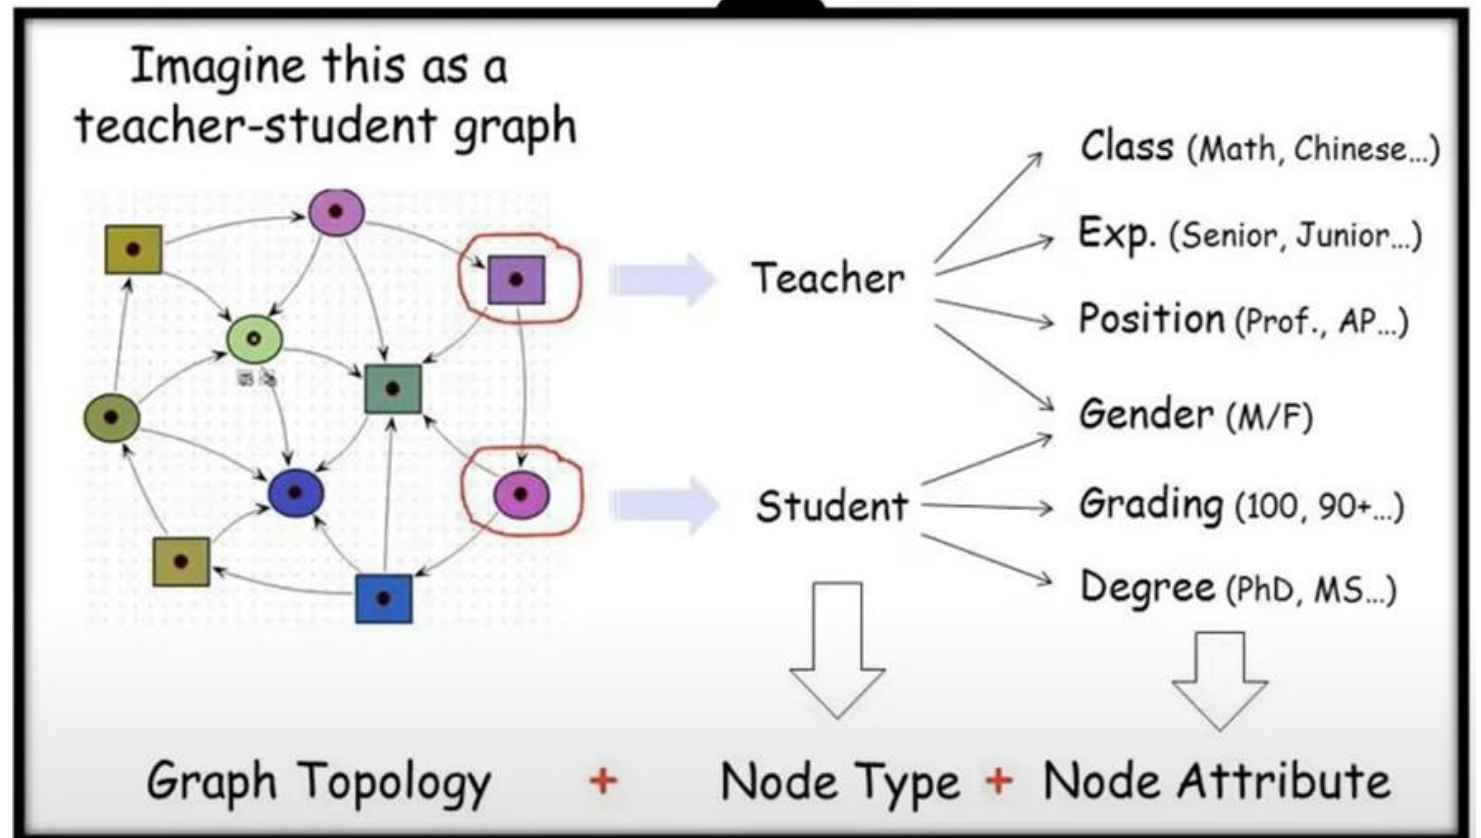 Imagine this as a
teacher-student graph
Teacher
Class (Math, Chinese...)
Exp. (Senior, Junior...)
Position (Prof., AP...)
Gender (M/F)
Student
Grading (100, 90+...)
Degree (PhD, MS...)
Graph Topology + Node Type + Node Attribute